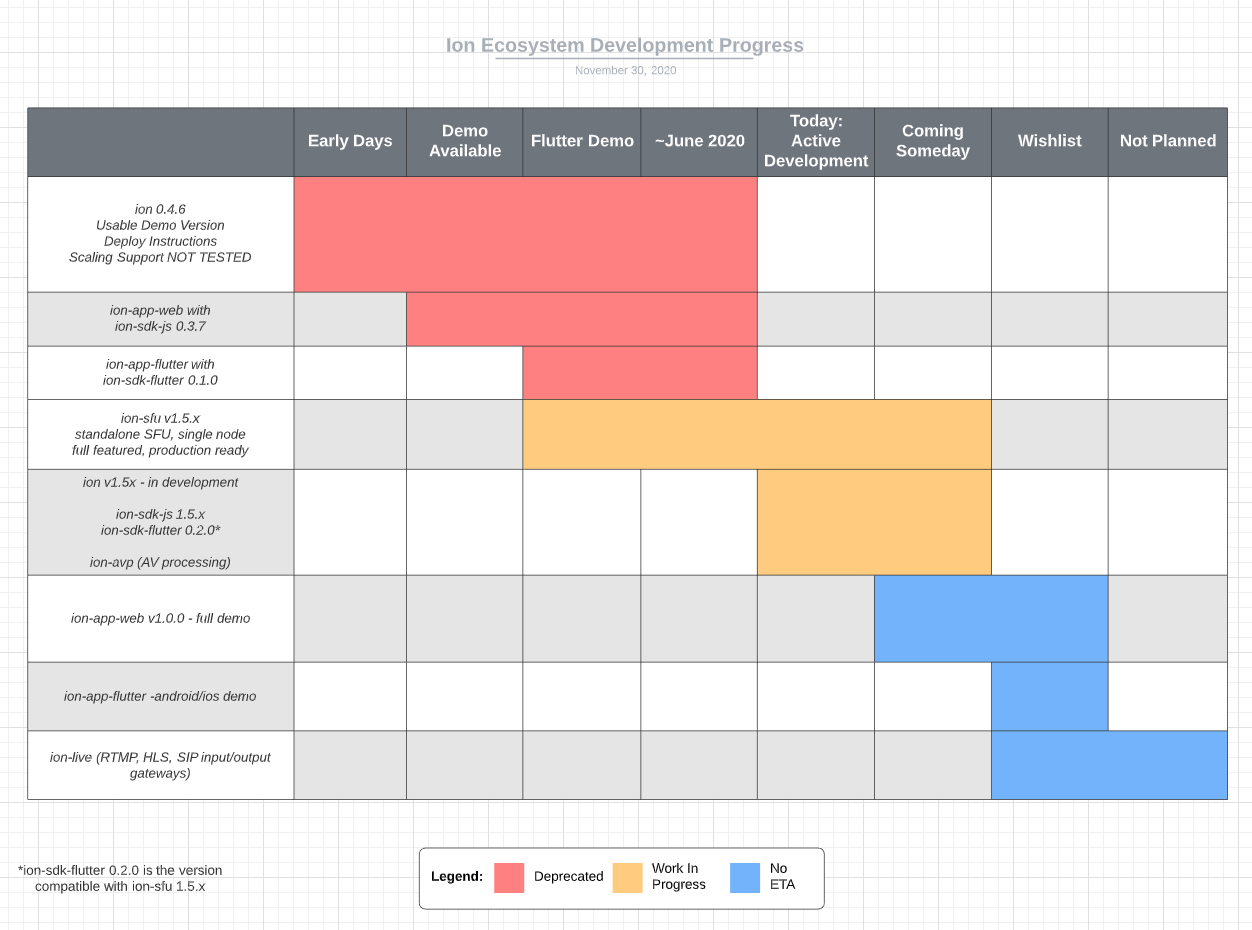 Ion Ecosystem Development Progress
November 30, 2020
Early Days
Demo
Available
Flutter Demo
~June 2020
Today:
Active
Development
Coming
Someday
Wishlist
Not Planned
ion 0.4.6
Usable Demo Version
Deploy Instructions
Scaling Support NOT TESTED
ion-app-web with
ion-sdk-js 0.3.7
ion-app-flutter with
ion-sdk-flutter 0.1.0
ion-sfu v1.5.x
standalone SFU, single node
full featured, production ready
ion v1.5x - in development
ion-sdk-js 1.5.x
ion-sdk-flutter 0.2.0*
ion-avp (AV processing)
ion-app-web v1.0.0 - full demo
ion-app-flutter -android/ios demo
ion-live (RTMP, HLS, SIP input/output
gateways)
*ion-sdk-flutter 0.2.0 is the version
compatible with ion-sfu 1.5.x
Legend:
Deprecated
Work In
Progress
No
ETA